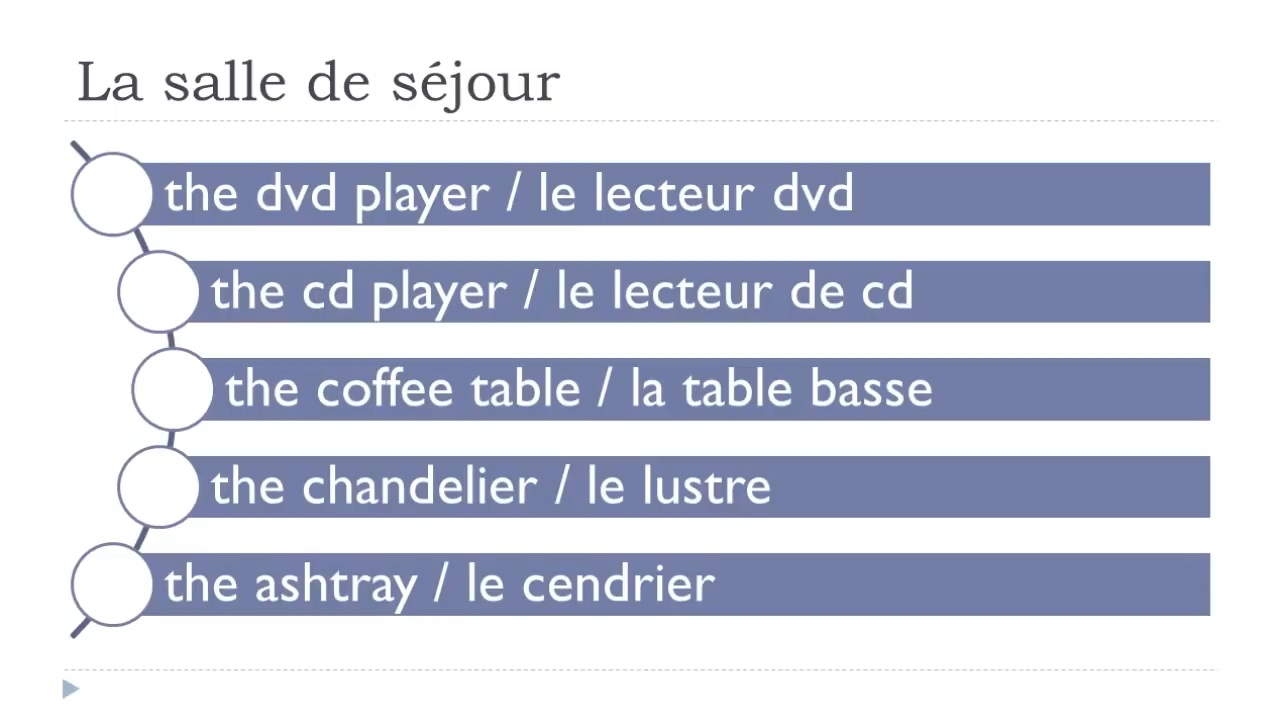 La salle de séjour
the dvd player / le lecteur dvd
the cd player / le lecteur de cd
the coffee table / la table basse
the chandelier / le lustre
the ashtray / le cendrier